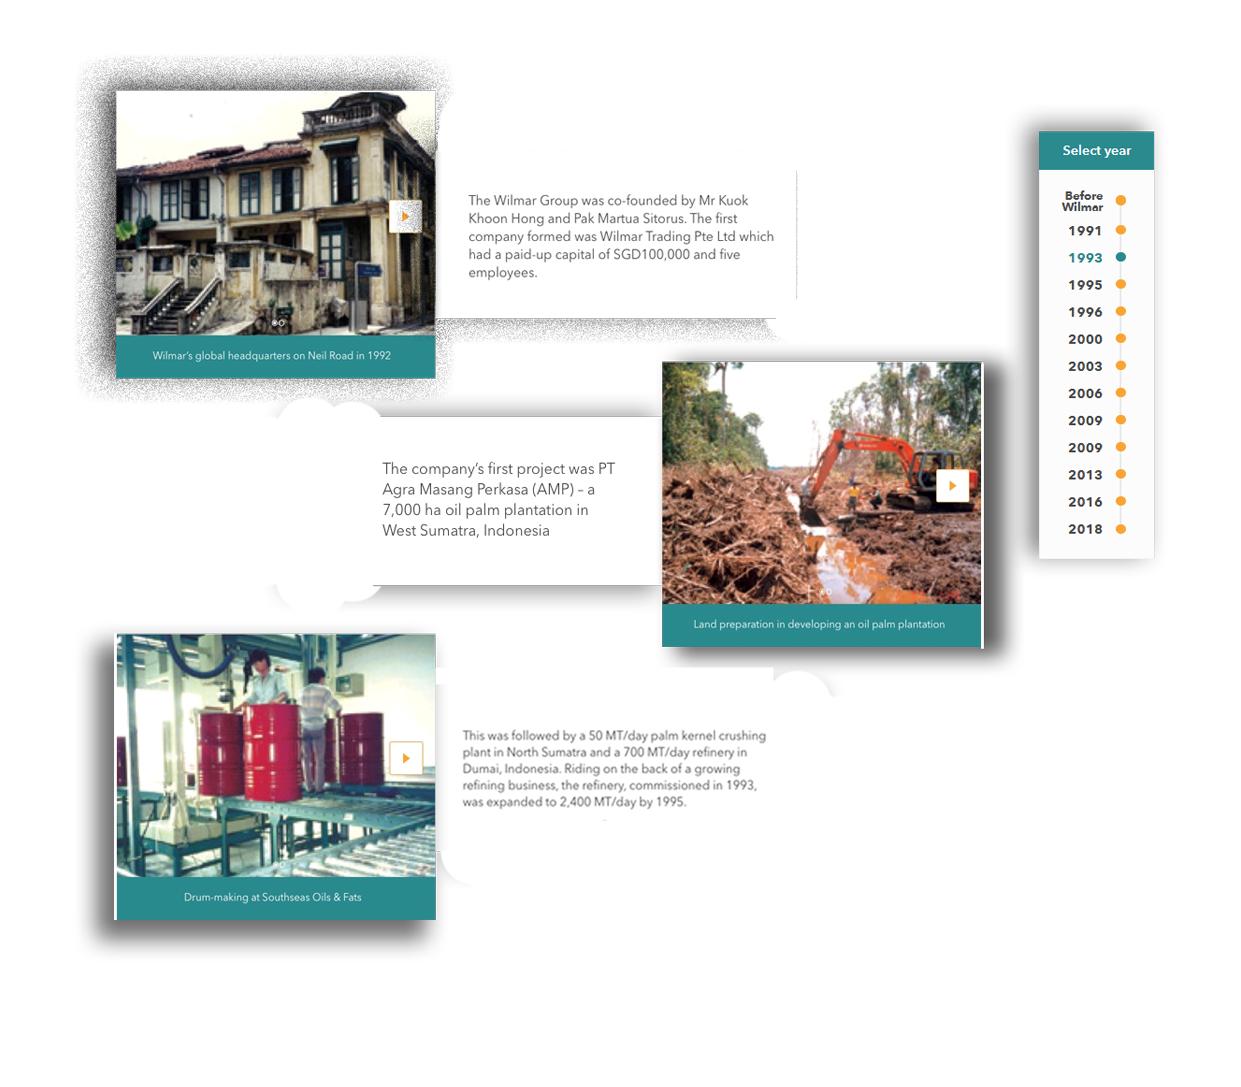 The Wilmar Group was co-founded by Mr Kuok
Khoon Hong and Pak Martua Sitorus. The first
company formed was Wilmar Trading Pte Ltd which
had a paid-up capital of SGD100,000 and five
employees.
Wilmar's global headquarters on Neil Road in 1992
The company's first project was PT
Agra Masang Perkasa (AMP) – a
7,000 ha oil palm plantation in
West Sumatra, Indonesia
Land preparation in developing an oil palm plantation
This was followed by a 50 MT/day palm kernel crushing
plant in North Sumatra and a 700 MT/day refinery in
Dumai, Indonesia. Riding on the back of a growing
refining business, the refinery, commissioned in 1993,
was expanded to 2,400 MT/day by 1995.
Drum-making at Southseas Oils & Fats
Select year
Before
Wilmar
1991
1993
1995
1996
2000
2003
2006
2009
2009
2013
2016
2018